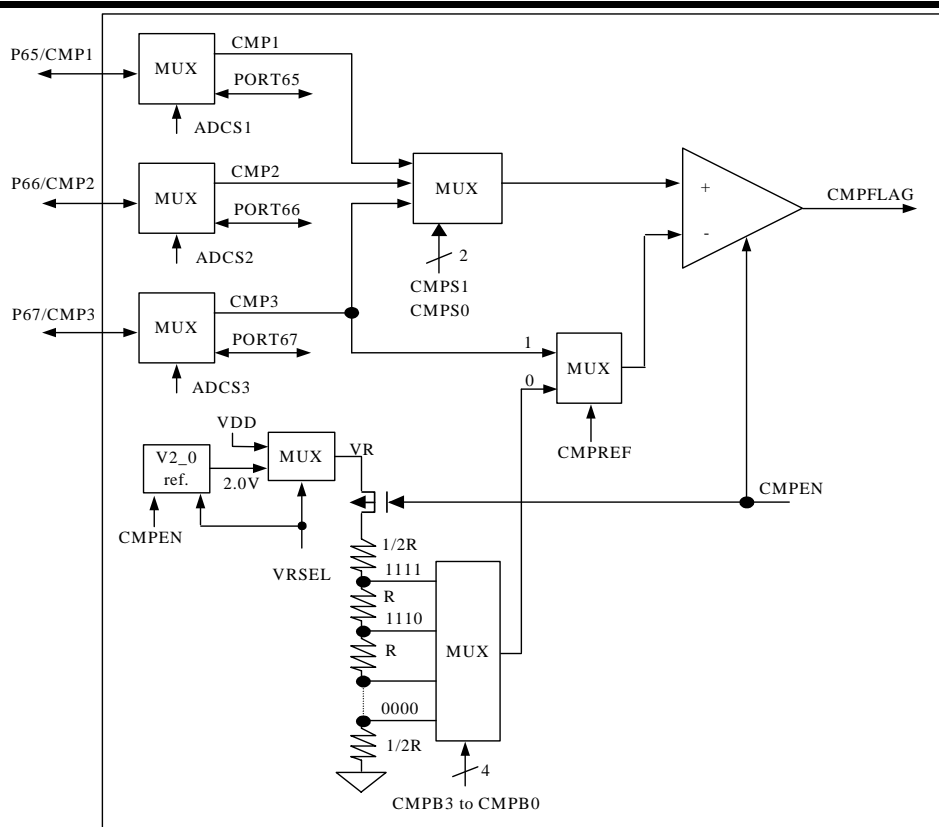 P65/CMP1
MUX
CMP1
PORT65
ADCS1
P66/CMP2
MUX
CMP2
PORT66
ADCS2
P67/CMP3
MUX
CMP3
PORT67
ADCS3
MUX
2
CMPS1
CMPS0
+
-
CMPFLAG
1
0
MUX
CMPREF
VDD
V2_0
ref.
2.0V
MUX
VR
CMPEN
VRSEL
CMPEN
1/2R
1111
R
1110
R
0000
1/2R
MUX
4
CMPB3 to CMPB0